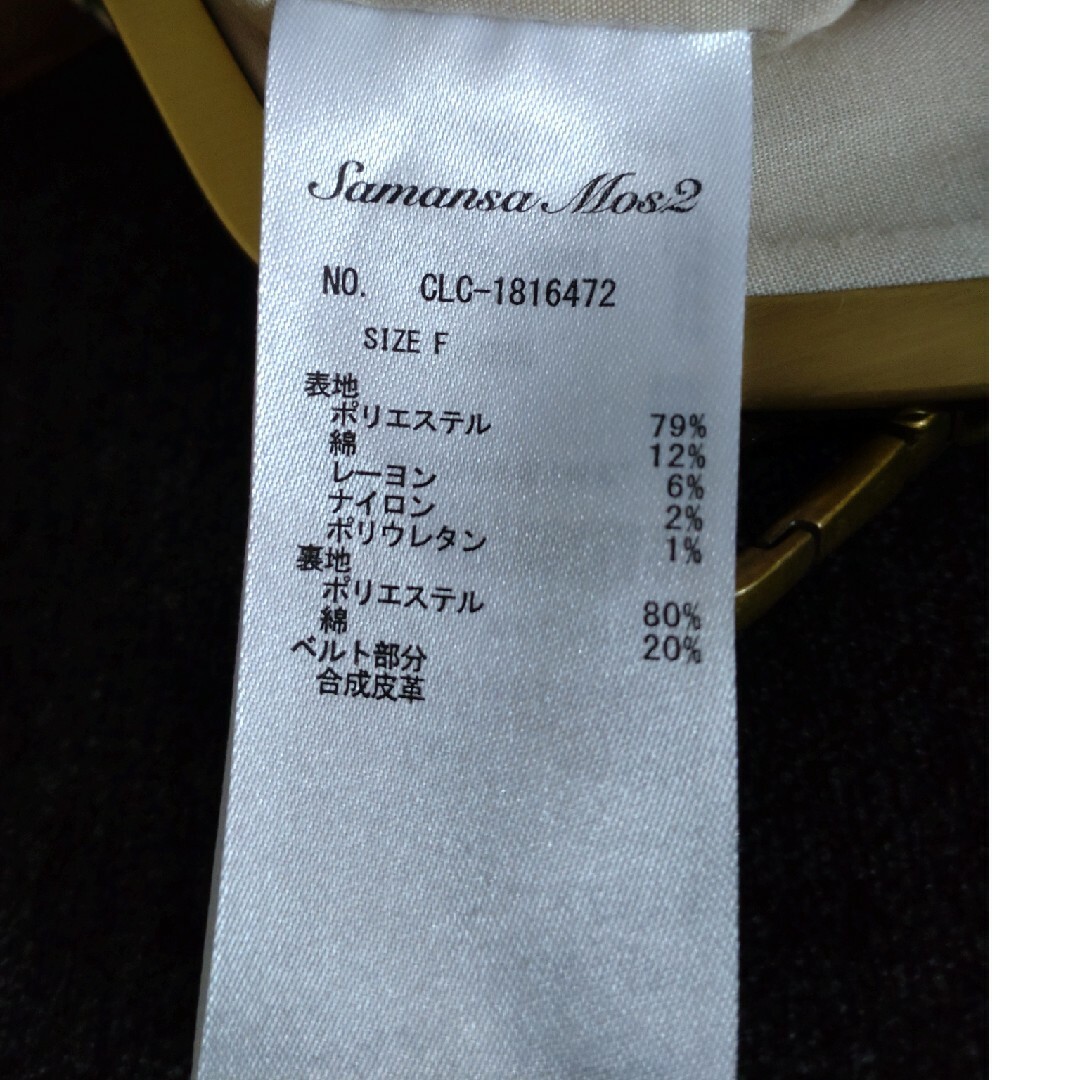 Samansa Mos2
NO. CLC-1816472
SIZE F
表地
ポリエステル 79%
綿 12%
レーヨン 6%
ナイロン 2%
ポリウレタン 1%
裏地
ポリエステル 80%
綿 20%
ベルト部分
合成皮革